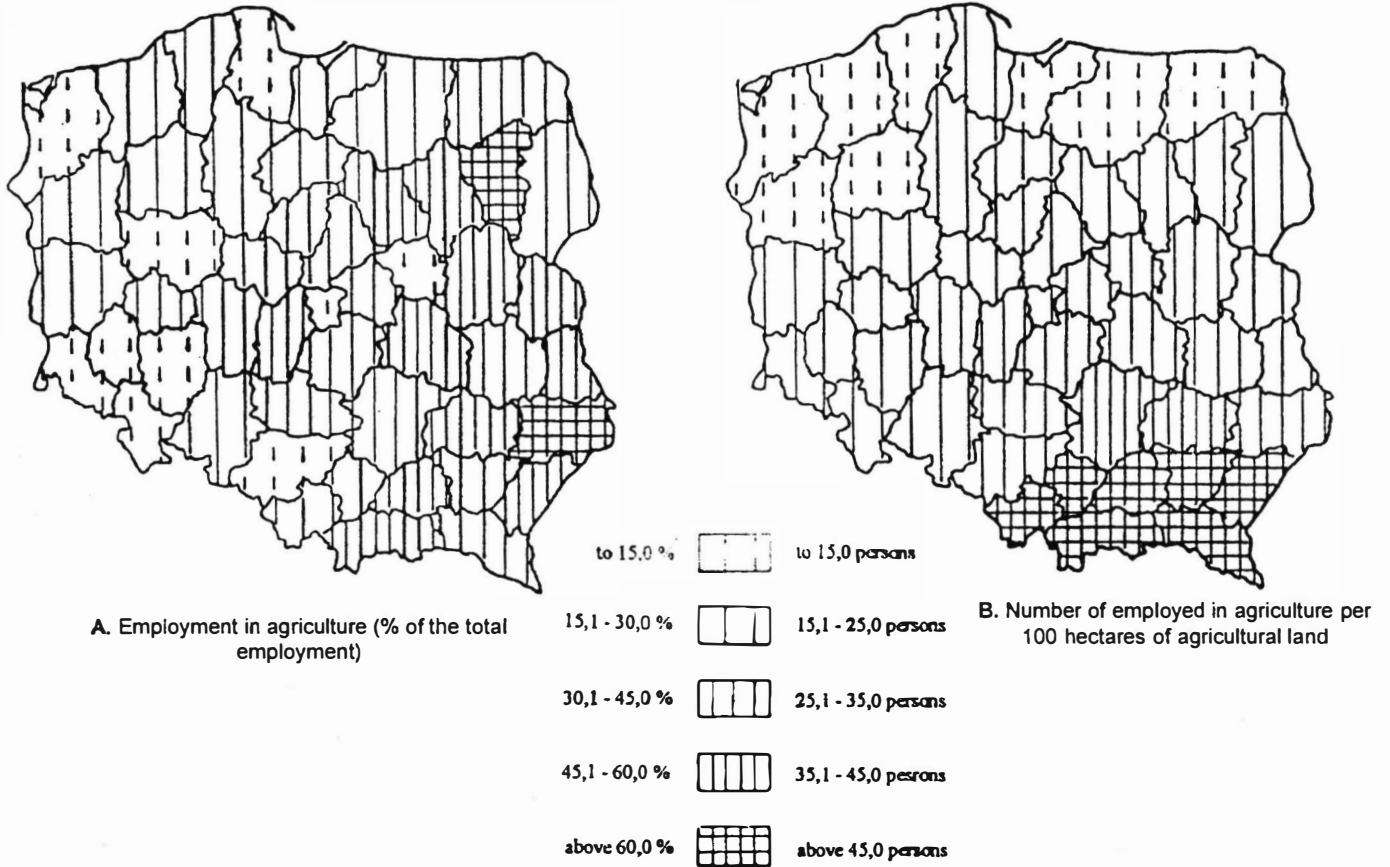 to 15,0 % to 15,0 persons
A. Employment in agriculture (% of the total
employment)
B. Number of employed in agriculture per
100 hectares of agricultural land
15,1 - 30,0 % 15,1 - 25,0 persons
30,1 - 45,0 % 25,1 - 35,0 persons
45,1 - 60,0 % 35,1 - 45,0 pesrons
above 60,0 % above 45,0 persons